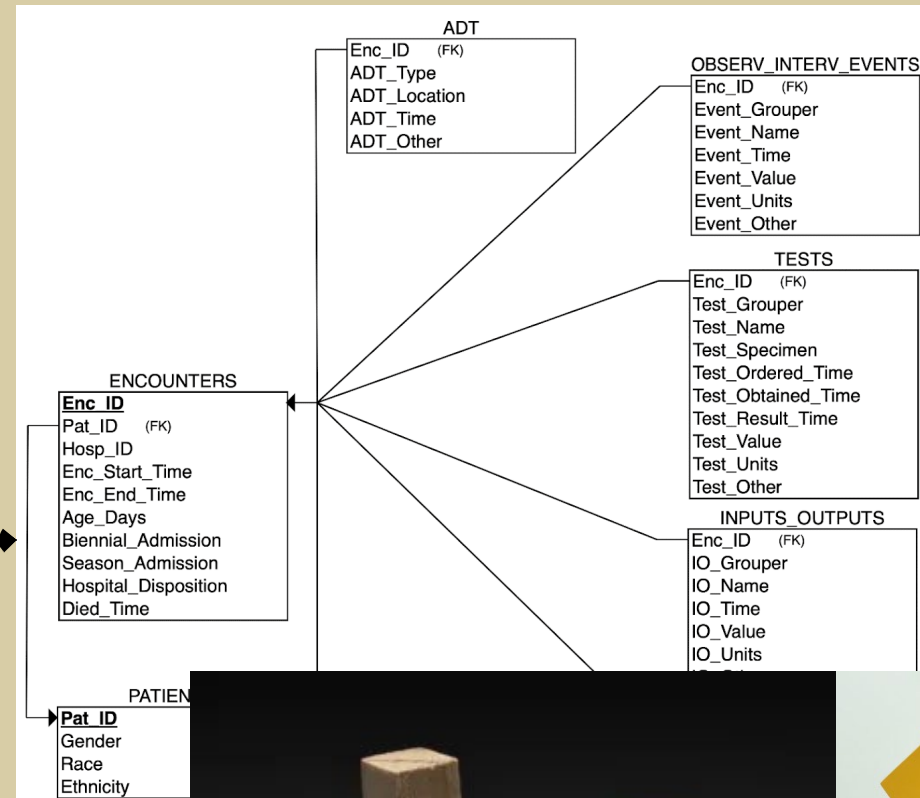 ADT
Enc_ID (FK)
ADT_Type
ADT_Location
ADT_Time
ADT_Other
OBSERV_INTERV_EVENTS
Enc_ID (FK)
Event_Grouper
Event_Name
Event_Time
Event_Value
Event_Units
Event_Other
TESTS
Enc_ID (FK)
Test_Grouper
Test_Name
Test_Specimen
Test_Ordered_Time
Test_Obtained_Time
Test_Result_Time
Test_Value
Test_Units
Test_Other
ENCOUNTERS
Enc_ID
Pat_ID (FK)
Hosp_ID
Enc_Start_Time
Enc_End_Time
Age_Days
Biennial_Admission
Season_Admission
Hospital_Disposition
Died_Time
INPUTS_OUTPUTS
Enc_ID (FK)
IO_Grouper
IO_Name
IO_Time
IO_Value
IO_Units
PATIEN
Pat_ID
Gender
Race
Ethnicity